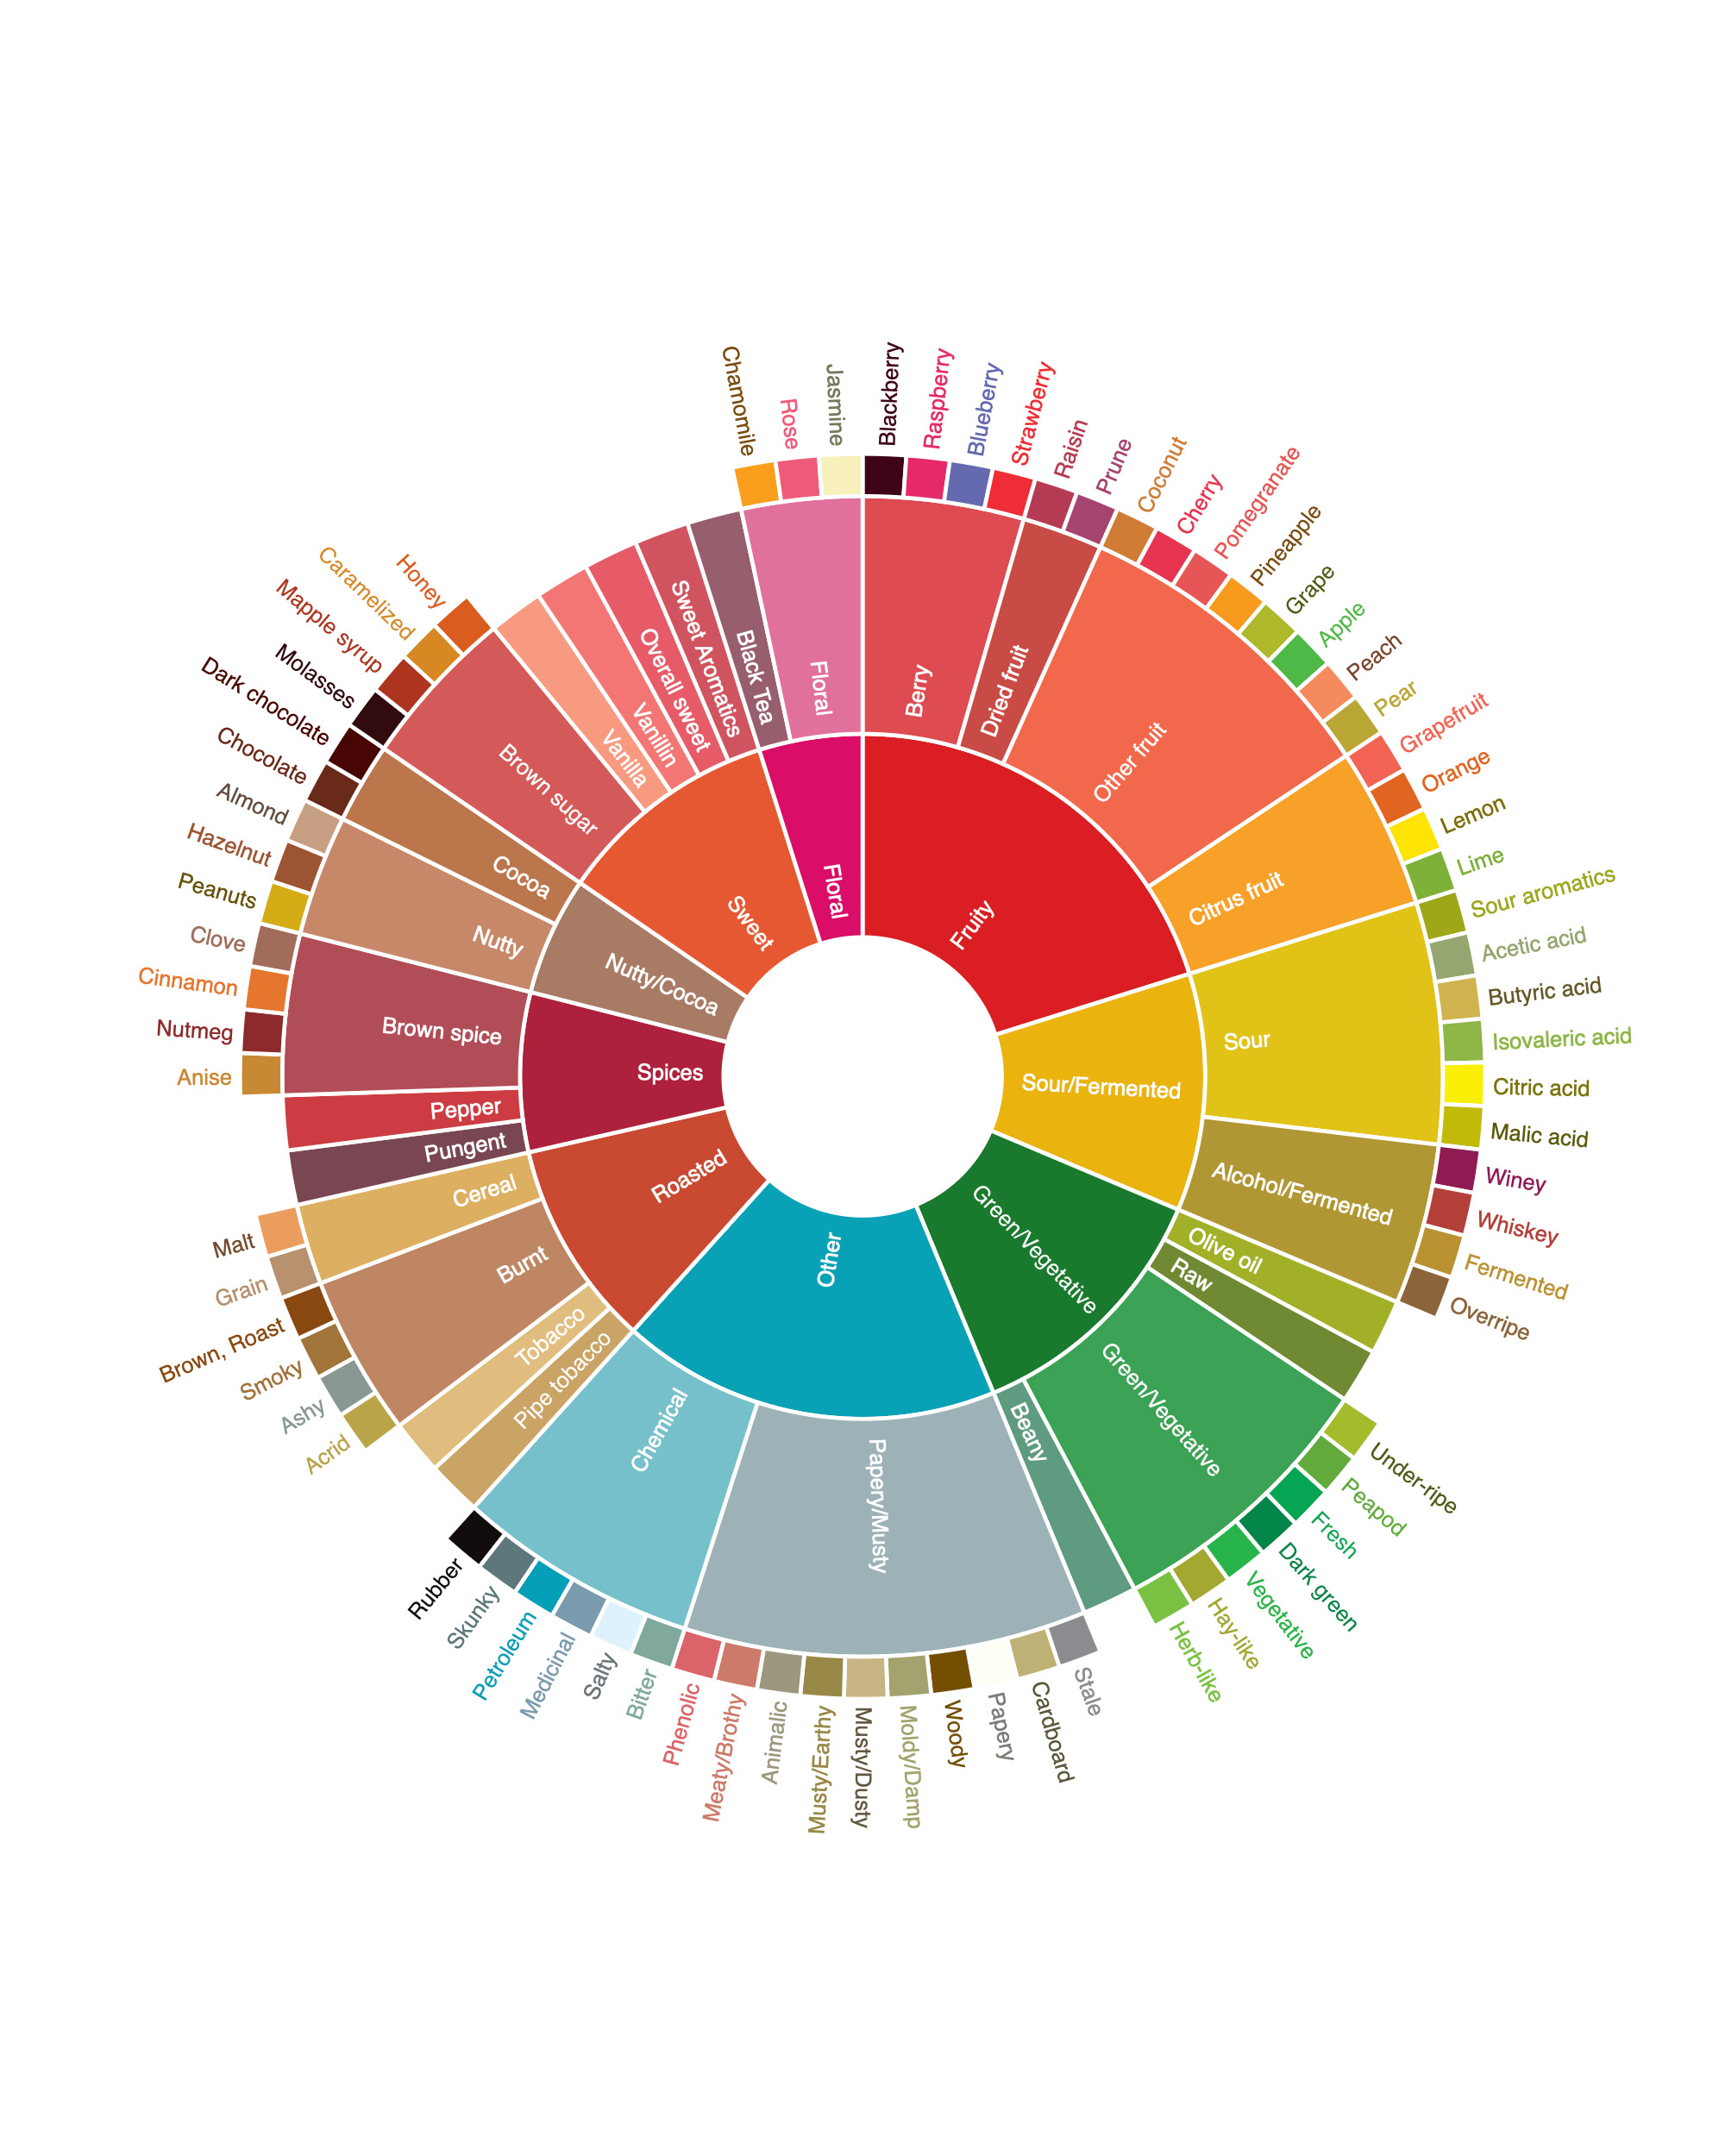 Fruity
Sour/Fermented
Green/Vegetative
Other
Roasted
Spices
Nutty/Cocoa
Sweet
Floral
Berry
Dried fruit
Other fruit
Citrus fruit
Sour
Alcohol/Fermented
Olive oil
Raw
Green/Vegetative
Beany
Papery/Musty
Chemical
Pipe tobacco
Tobacco
Burnt
Cereal
Pungent
Pepper
Brown spice
Nutty
Cocoa
Brown sugar
Vanilla
Vanillin
Overall sweet
Sweet Aromatics
Black Tea
Floral
Blackberry
Raspberry
Blueberry
Strawberry
Raisin
Prune
Coconut
Cherry
Pomegranate
Pineapple
Grape
Apple
Peach
Pear
Grapefruit
Orange
Lemon
Lime
Sour aromatics
Acetic acid
Butyric acid
Isovaleric acid
Citric acid
Malic acid
Winey
Whiskey
Fermented
Overripe
Under-ripe
Peapod
Fresh
Dark green
Vegetative
Hay-like
Herb-like
Stale
Cardboard
Papery
Woody
Moldy/Damp
Musty/Dusty
Musty/Earthy
Animalic
Meaty/Brothy
Phenolic
Bitter
Salty
Medicinal
Petroleum
Skunky
Rubber
Acrid
Ashy
Smoky
Brown, Roast
Grain
Malt
Anise
Nutmeg
Cinnamon
Clove
Peanuts
Hazelnut
Almond
Chocolate
Dark chocolate
Molasses
Mapple syrup
Caramelized
Honey
Chamomile
Rose
Jasmine